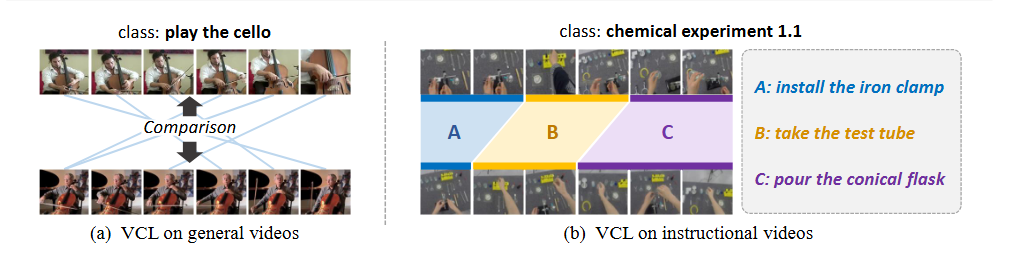 class: play the cello
Comparison
(a) VCL on general videos
class: chemical experiment 1.1
A
B
C
A: install the iron clamp
B: take the test tube
C: pour the conical flask
(b) VCL on instructional videos